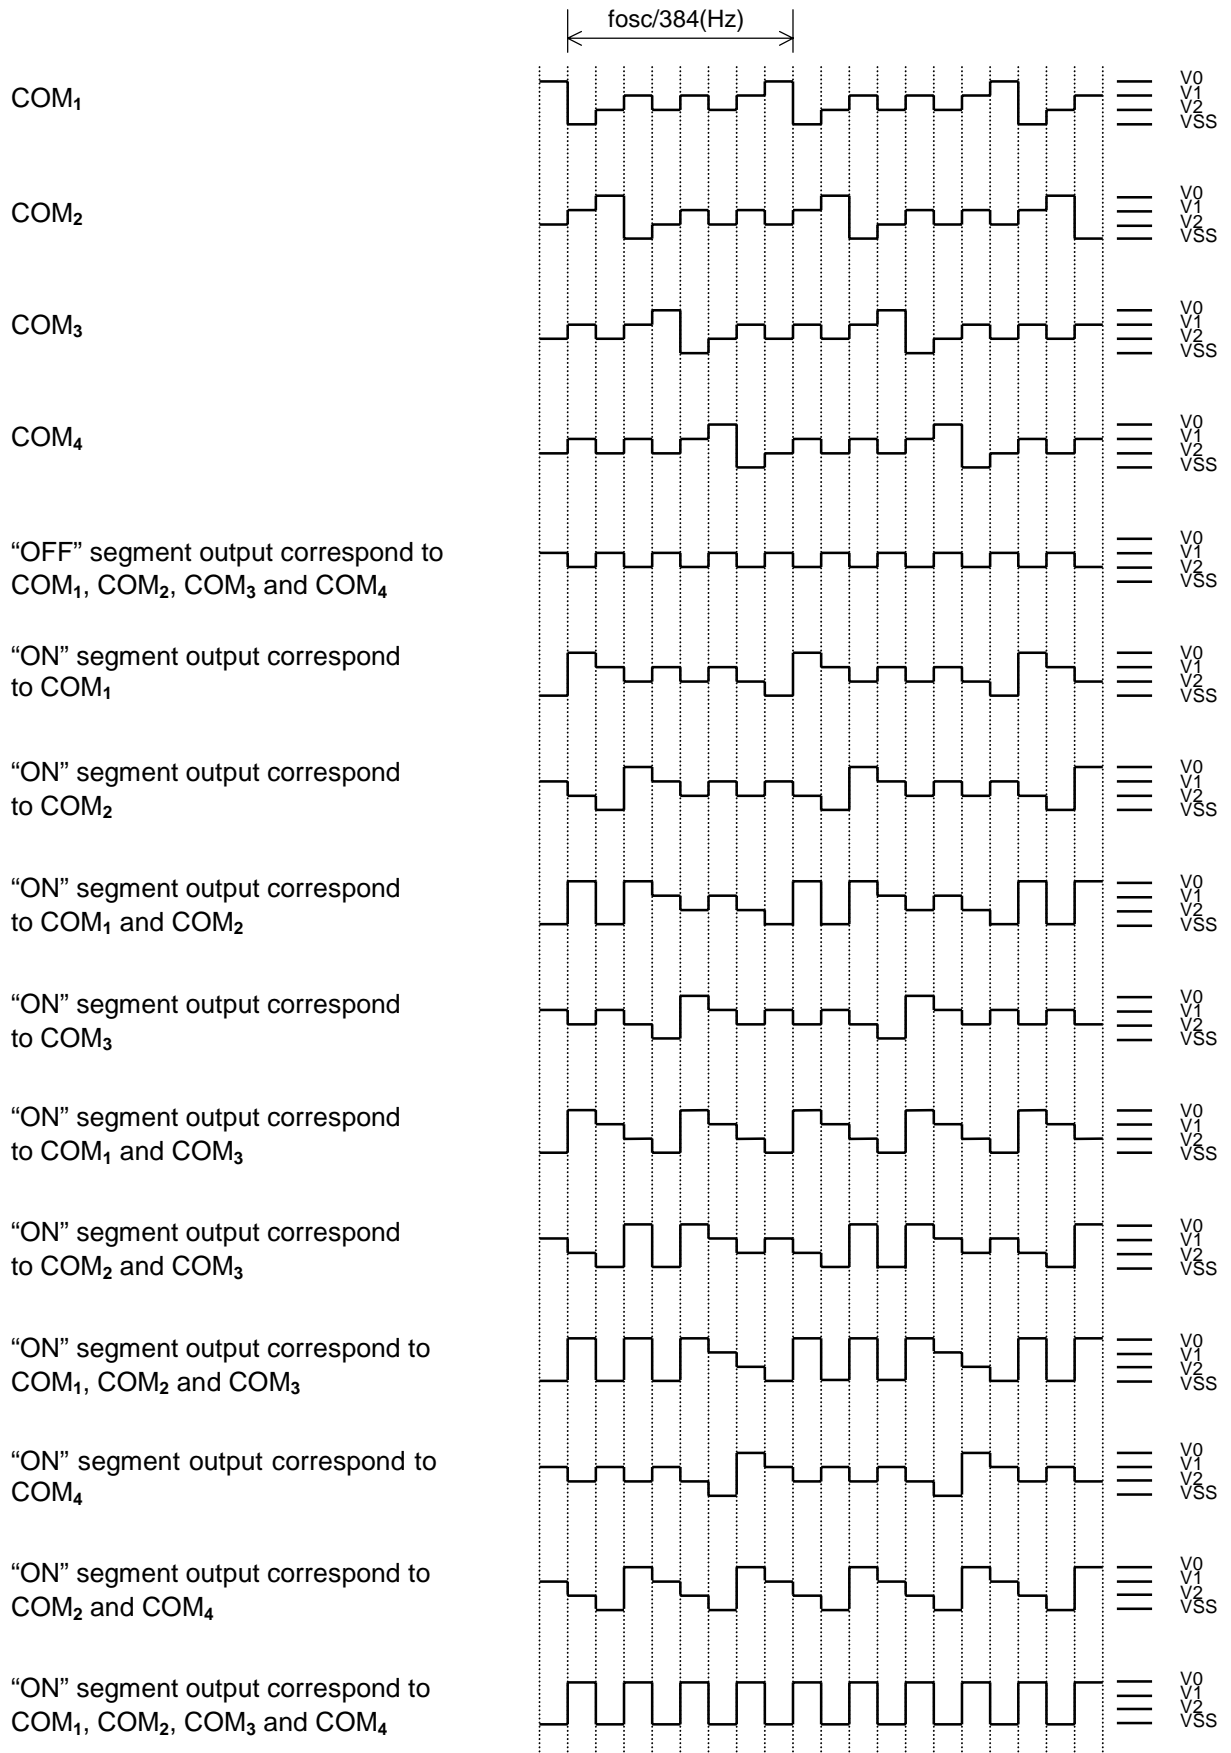 fosc/384(Hz)
COM₁
V0
V1
V2
VSS
COM₂
V0
V1
V2
VSS
COM₃
V0
V1
V2
VSS
COM₄
V0
V1
V2
VSS
“OFF” segment output correspond to
COM₁, COM₂, COM₃ and COM₄
V0
V1
V2
VSS
“ON” segment output correspond
to COM₁
V0
V1
V2
VSS
“ON” segment output correspond
to COM₂
V0
V1
V2
VSS
“ON” segment output correspond
to COM₁ and COM₂
V0
V1
V2
VSS
“ON” segment output correspond
to COM₃
V0
V1
V2
VSS
“ON” segment output correspond
to COM₁ and COM₃
V0
V1
V2
VSS
“ON” segment output correspond
to COM₂ and COM₃
V0
V1
V2
VSS
“ON” segment output correspond to
COM₁, COM₂ and COM₃
V0
V1
V2
VSS
“ON” segment output correspond to
COM₄
V0
V1
V2
VSS
“ON” segment output correspond to
COM₂ and COM₄
V0
V1
V2
VSS
“ON” segment output correspond to
COM₁, COM₂, COM₃ and COM₄
V0
V1
V2
VSS